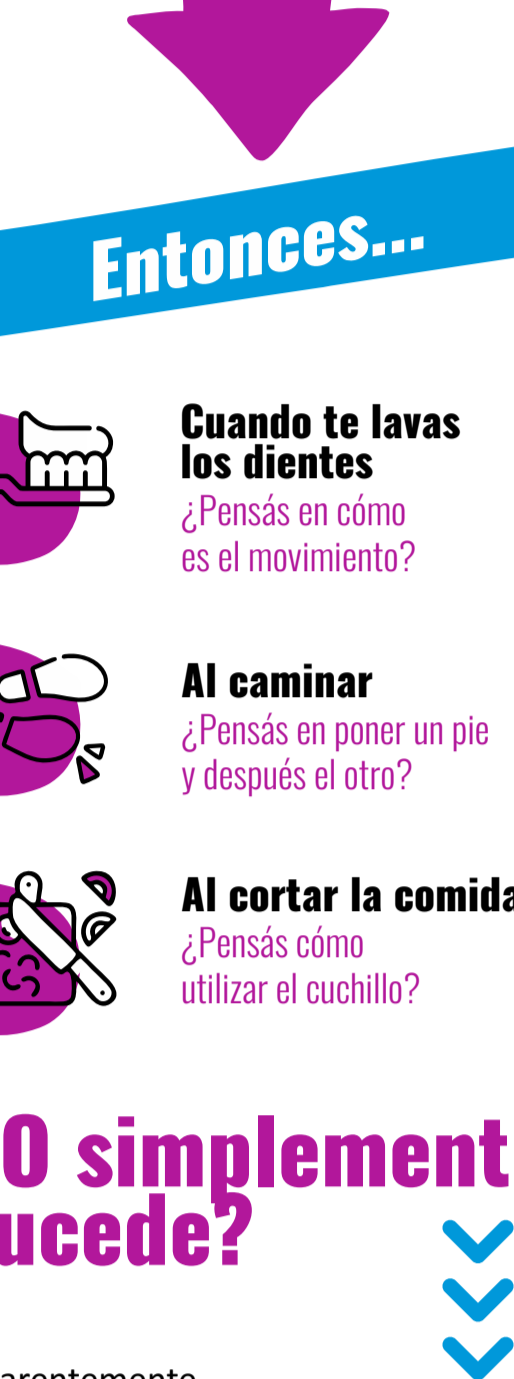 Entonces...
Cuando te lavas
los dientes
¿Pensás en cómo
es el movimiento?
Al caminar
¿Pensás en poner un pie
y después el otro?
Al cortar la comida
¿Pensás cómo
utilizar el cuchillo?
O simplement
ucede?